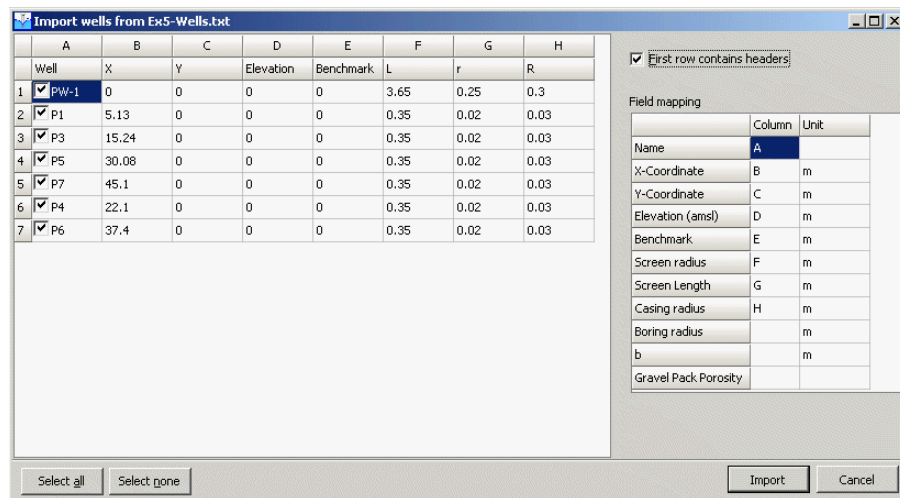 Import wells from Ex5-Wells.txt
A B C D E F G H
Well X Y Elevation Benchmark L r R
1 PW-1 0 0 0 0 3.65 0.25 0.3
2 P1 5.13 0 0 0 0.35 0.02 0.03
3 P3 15.24 0 0 0 0.35 0.02 0.03
4 P5 30.08 0 0 0 0.35 0.02 0.03
5 P7 45.1 0 0 0 0.35 0.02 0.03
6 P4 22.1 0 0 0 0.35 0.02 0.03
7 P6 37.4 0 0 0 0.35 0.02 0.03
First row contains headers
Field mapping
Column Unit
Name A
X-Coordinate B m
Y-Coordinate C m
Elevation (amsl) D m
Benchmark E m
Screen radius F m
Screen Length G m
Casing radius H m
Boring radius m
b m
Gravel Pack Porosity
Select all Select none Import Cancel